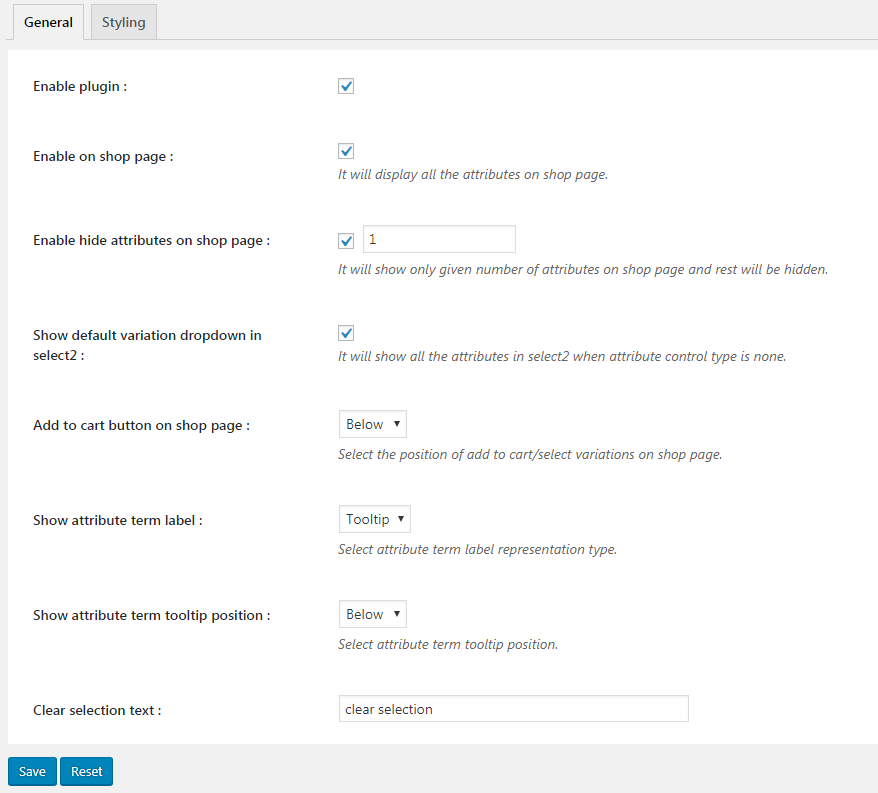 General Styling
Enable plugin :
Enable on shop page :
It will display all the attributes on shop page.
Enable hide attributes on shop page : 1
It will show only given number of attributes on shop page and rest will be hidden.
Show default variation dropdown in
select2 :
It will show all the attributes in select2 when attribute control type is none.
Add to cart button on shop page : Below
Select the position of add to cart/select variations on shop page.
Show attribute term label : Tooltip
Select attribute term label representation type.
Show attribute term tooltip position : Below
Select attribute term tooltip position.
Clear selection text : clear selection
Save Reset